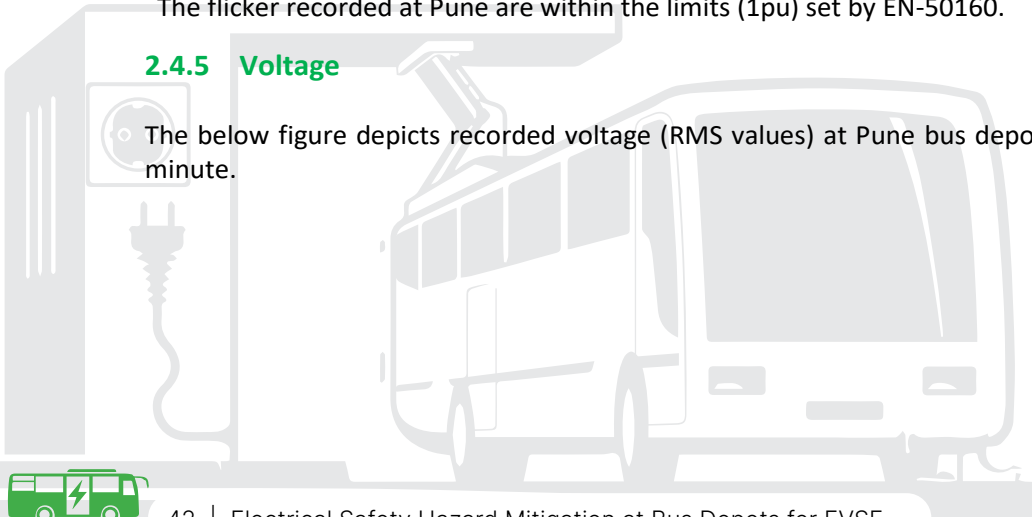 The flicker recorded at Pune are within the limits (1pu) set by EN-50160.
2.4.5 Voltage
The below figure depicts recorded voltage (RMS values) at Pune bus
minute.
Electrical Safety Hazard Mitigation at Bus Depots for EVSE